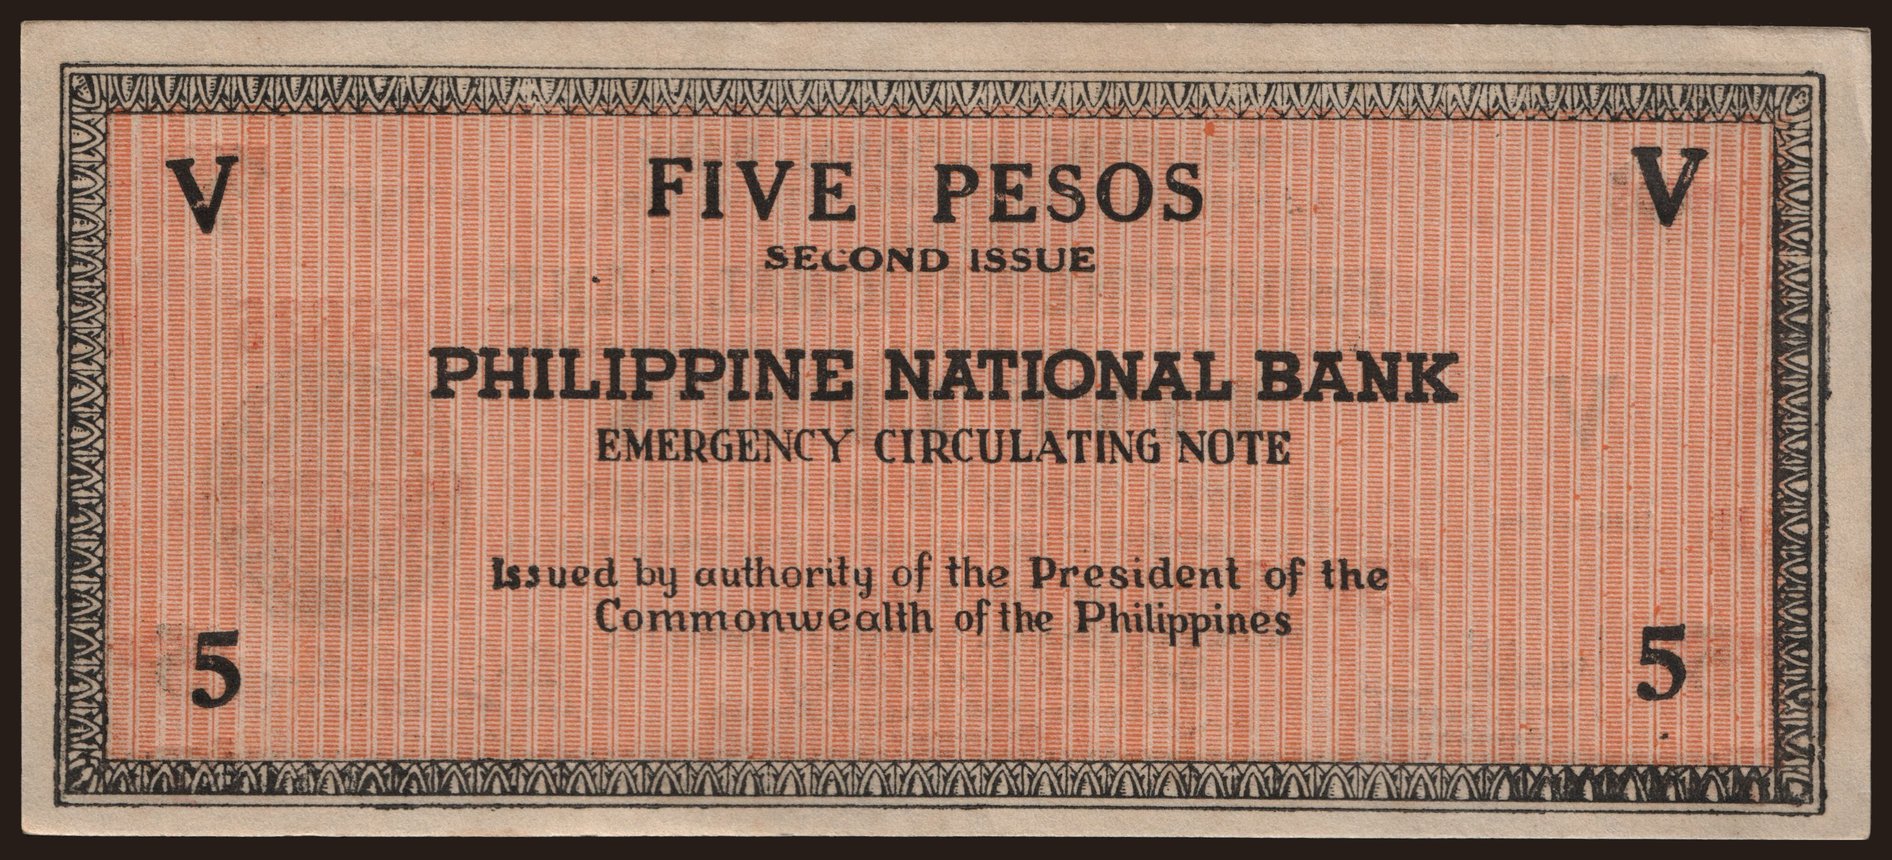 V FIVE PESOS V
SECOND ISSUE
PHILIPPINE NATIONAL BANK
EMERGENCY CIRCULATING NOTE
Issued by authority of the President of the
Commonwealth of the Philippines
5 5